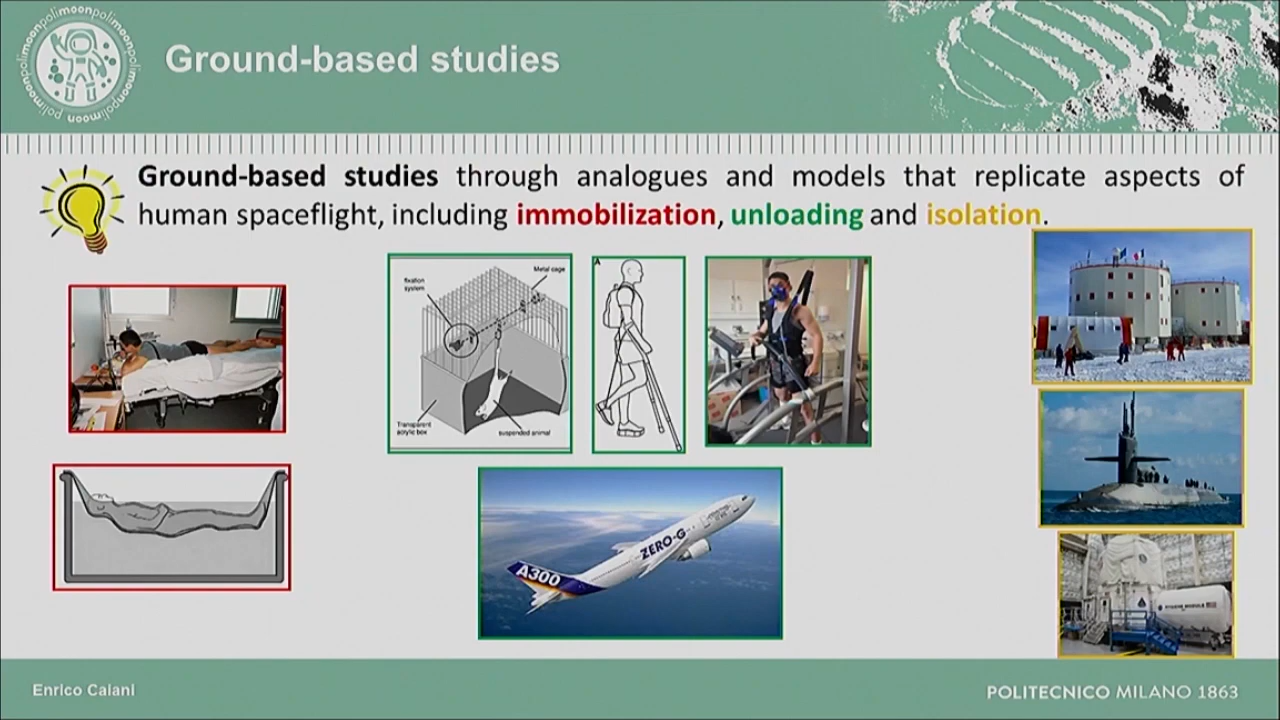 polimoonpolimoonpolimoonpolimoonpolimoon
Ground-based studies
Ground-based studies through analogues and models that replicate aspects of
human spaceflight, including immobilization, unloading and isolation.
fixation
system
Metal cage
Transparent
acrylic box
suspended animal
A
ZERO-G
A300
Enrico Caiani
POLITECNICO MILANO 1863